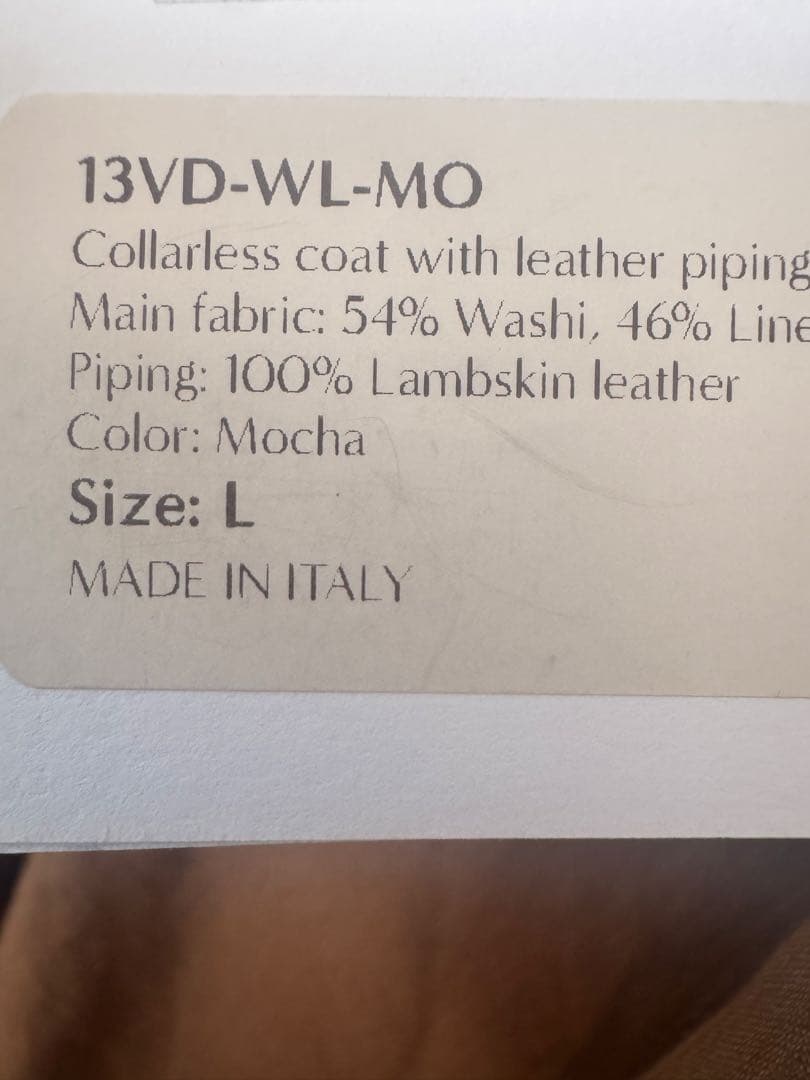 13VD-WL-MO
Collarless coat with leather piping
Main fabric: 54% Washi, 46% Line
Piping: 100% Lambskin leather
Color: Mocha
Size: L
MADE IN ITALY